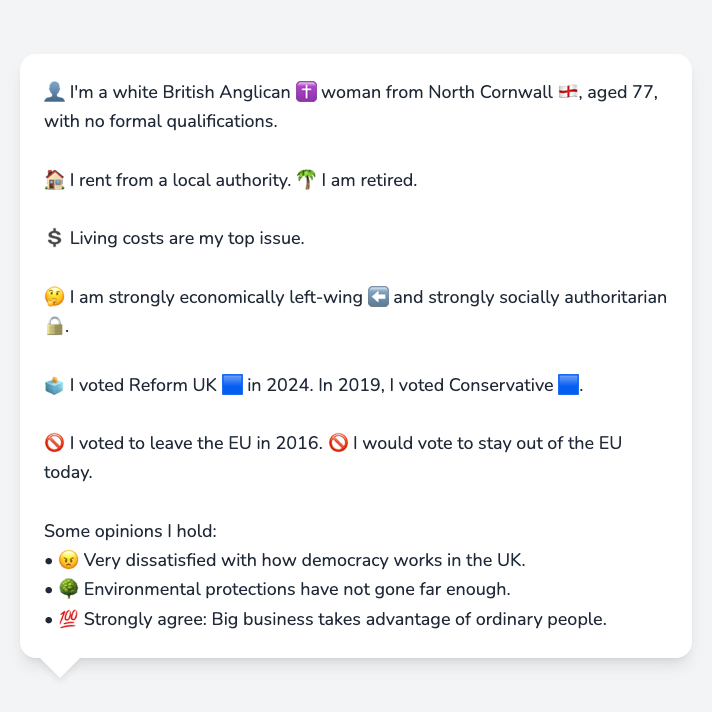 👤 I'm a white British Anglican ✝️ woman from North Cornwall 🏴󠁧󠁢󠁥󠁮󠁧󠁿, aged 77,
with no formal qualifications.
🏠 I rent from a local authority. 🌴 I am retired.
💲 Living costs are my top issue.
🤔 I am strongly economically left-wing ⬅️ and strongly socially authoritarian
🔒.
🗳️ I voted Reform UK 🟦 in 2024. In 2019, I voted Conservative 🟦.
🚫 I voted to leave the EU in 2016. 🚫 I would vote to stay out of the EU
today.
Some opinions I hold:
• 😠 Very dissatisfied with how democracy works in the UK.
• 🌳 Environmental protections have not gone far enough.
• 💯 Strongly agree: Big business takes advantage of ordinary people.